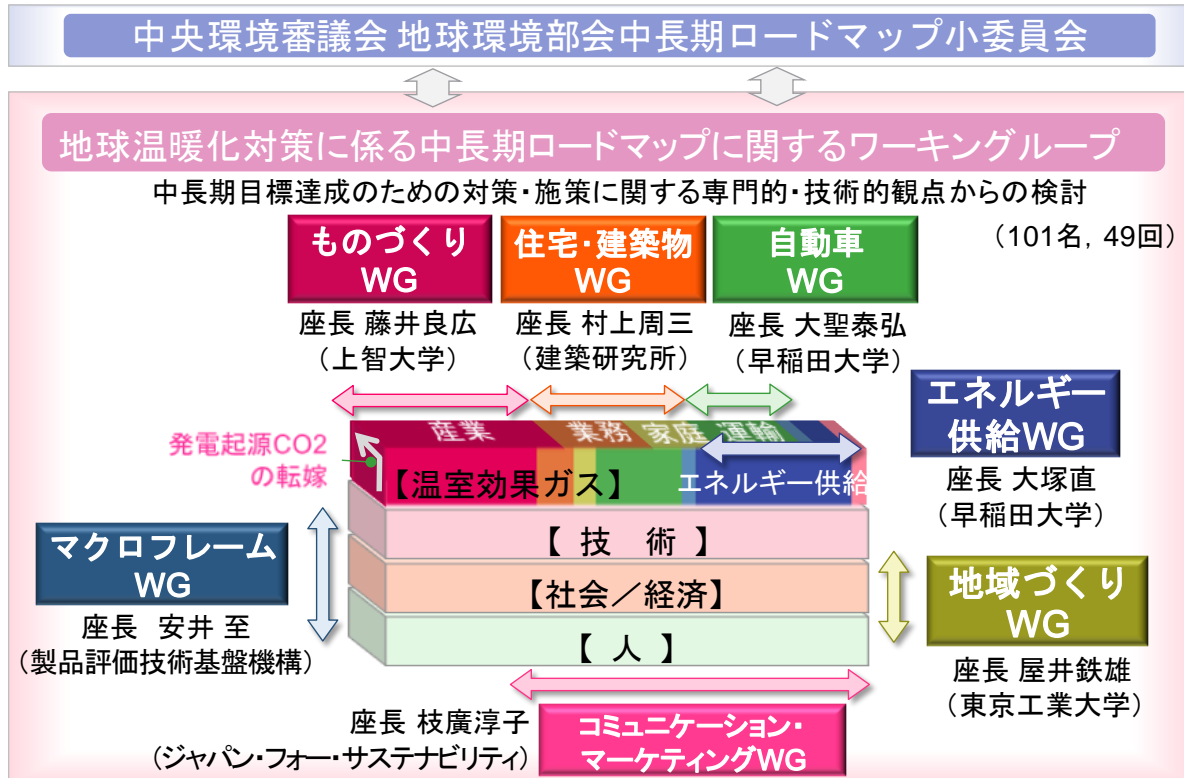 中央環境審議会 地球環境部会中長期ロードマップ小委員会
地球温暖化対策に係る中長期ロードマップに関するワーキンググループ
中長期目標達成のための対策・施策に関する専門的・技術的観点からの検討
（101名，49回）
ものづくり
WG
座長 藤井良広
（上智大学）
住宅・建築物
WG
座長 村上周三
（建築研究所）
自動車
WG
座長 大聖泰弘
（早稲田大学）
エネルギー
供給WG
座長 大塚直
（早稲田大学）
発電起源CO2
の転嫁
産業
業務
家庭
運輸
【温室効果ガス】
エネルギー供給
【 技　術 】
【社会／経済】
【 人 】
マクロフレーム
WG
座長　安井 至
（製品評価技術基盤機構）
地域づくり
WG
座長 屋井鉄雄
（東京工業大学）
座長 枝廣淳子
（ジャパン・フォー・サステナビリティ）
コミュニケーション・
マーケティングWG